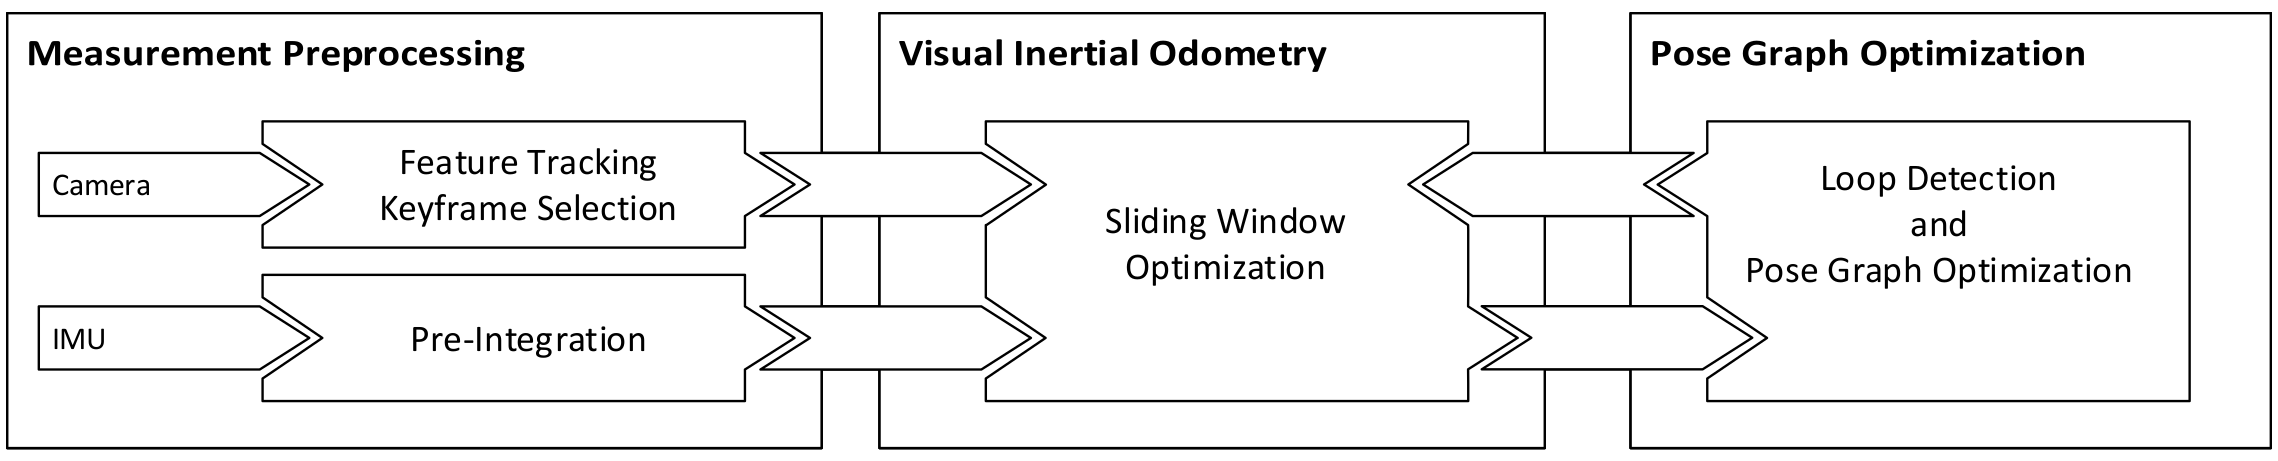 Measurement Preprocessing
Camera
Feature Tracking
Keyframe Selection
IMU
Pre-Integration
Visual Inertial Odometry
Sliding Window
Optimization
Pose Graph Optimization
Loop Detection
and
Pose Graph Optimization